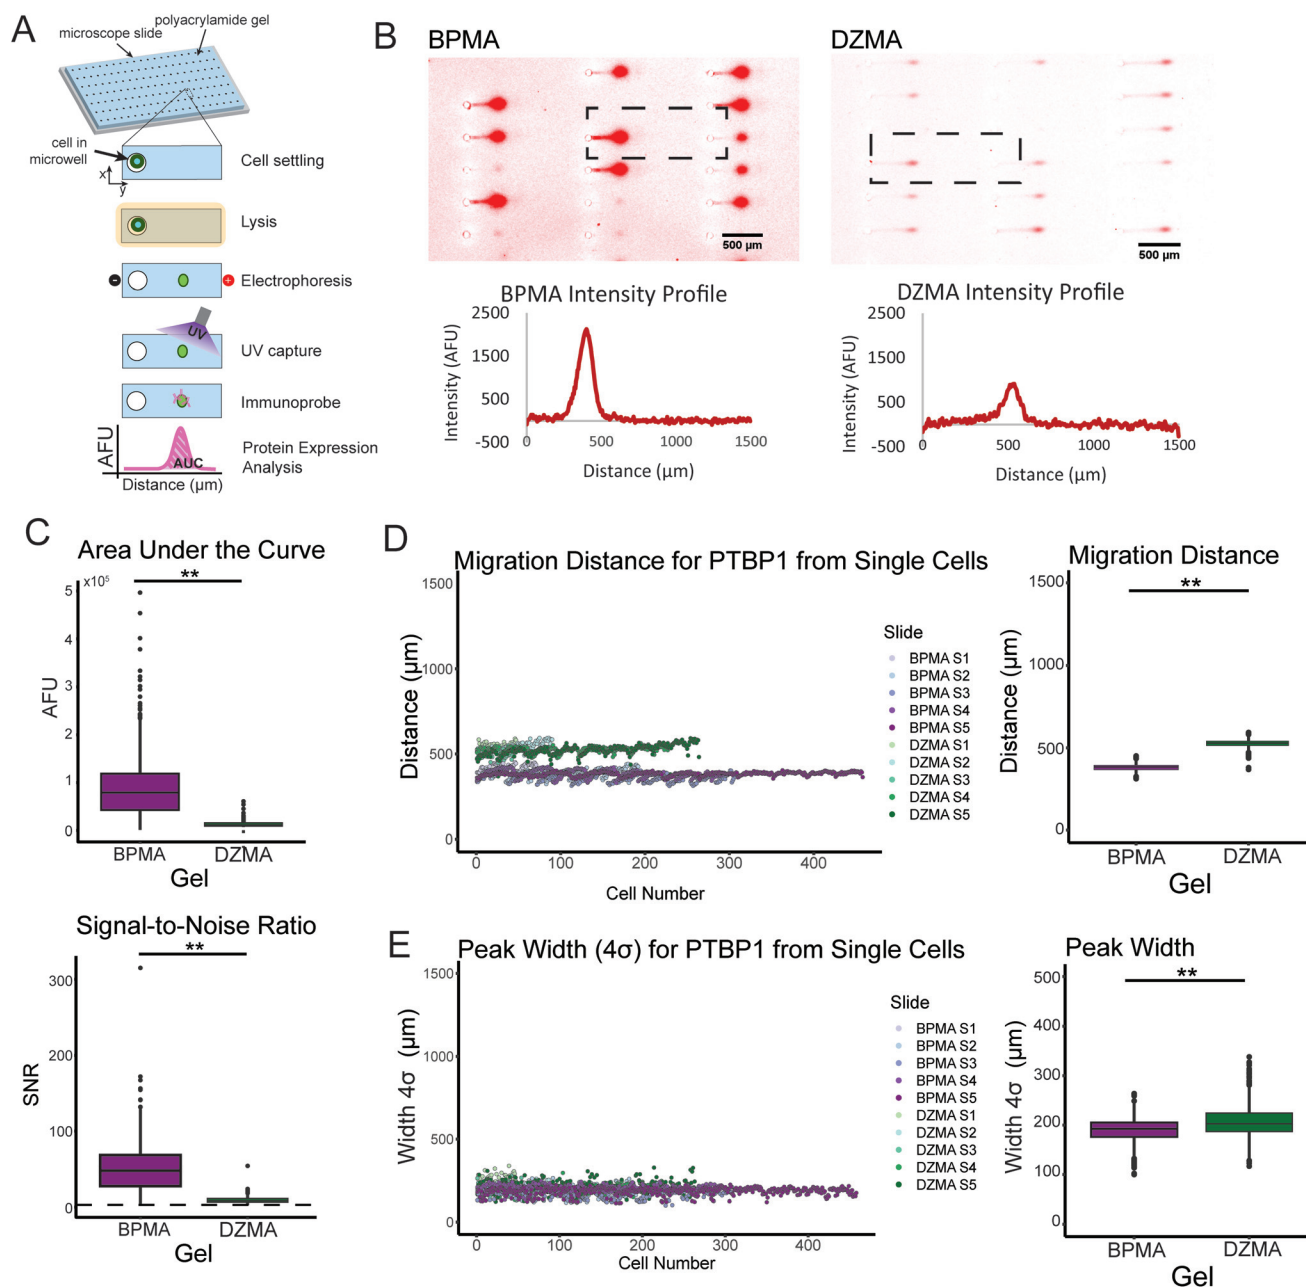 A
polyacrylamide gel
microscope slide
cell in
microwell
x
y
Cell settling
Lysis
- + Electrophoresis
UV
UV capture
Immunoprobe
AFU
AUC
Protein Expression
Analysis
Distance (µm)
B
BPMA
500 µm
DZMA
500 µm
BPMA Intensity Profile
Intensity (AFU)
2500
1500
500
-500
0 500 1000 1500
Distance (µm)
DZMA Intensity Profile
Intensity (AFU)
2500
1500
500
-500
0 500 1000 1500
Distance (µm)
C
Area Under the Curve
x10⁵
**
AFU
5
4
3
2
1
0
BPMA DZMA
Gel
Signal-to-Noise Ratio
**
SNR
300
200
100
0
BPMA DZMA
Gel
D
Migration Distance for PTBP1 from Single Cells
Distance (µm)
1500
1000
500
0
0 100 200 300 400
Cell Number
Slide
BPMA S1
BPMA S2
BPMA S3
BPMA S4
BPMA S5
DZMA S1
DZMA S2
DZMA S3
DZMA S4
DZMA S5
Migration Distance
**
Distance (µm)
1500
1000
500
0
BPMA DZMA
Gel
E
Peak Width (4σ) for PTBP1 from Single Cells
Width 4σ (µm)
1500
1000
500
0
0 100 200 300 400
Cell Number
Slide
BPMA S1
BPMA S2
BPMA S3
BPMA S4
BPMA S5
DZMA S1
DZMA S2
DZMA S3
DZMA S4
DZMA S5
Peak Width
**
Width 4σ (µm)
500
400
300
200
100
0
BPMA DZMA
Gel